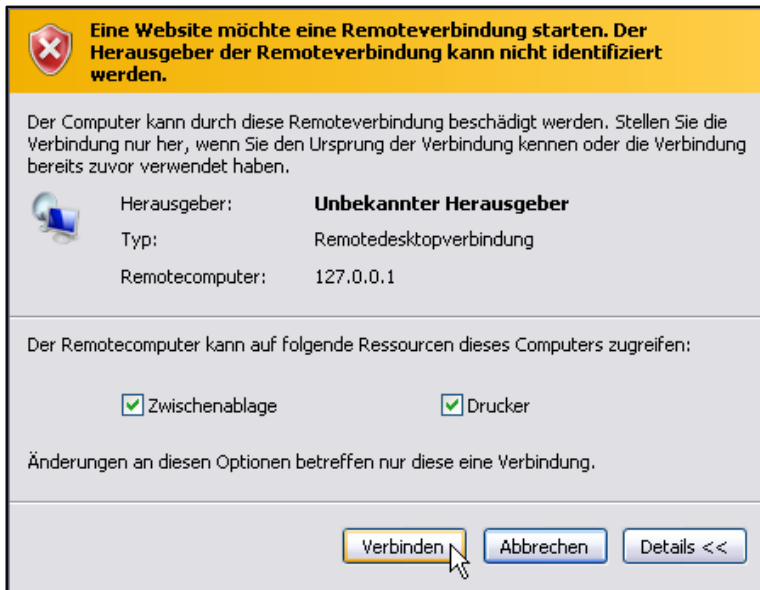 Eine Website möchte eine Remoteverbindung starten. Der
Herausgeber der Remoteverbindung kann nicht identifiziert
werden.
Der Computer kann durch diese Remoteverbindung beschädigt werden. Stellen Sie die
Verbindung nur her, wenn Sie den Ursprung der Verbindung kennen oder die Verbindung
bereits zuvor verwendet haben.
Herausgeber: Unbekannter Herausgeber
Typ: Remotedesktopverbindung
Remotecomputer: 127.0.0.1
Der Remotecomputer kann auf folgende Ressourcen dieses Computers zugreifen:
Zwischenablage Drucker
Änderungen an diesen Optionen betreffen nur diese eine Verbindung.
Verbinden Abbrechen Details <<